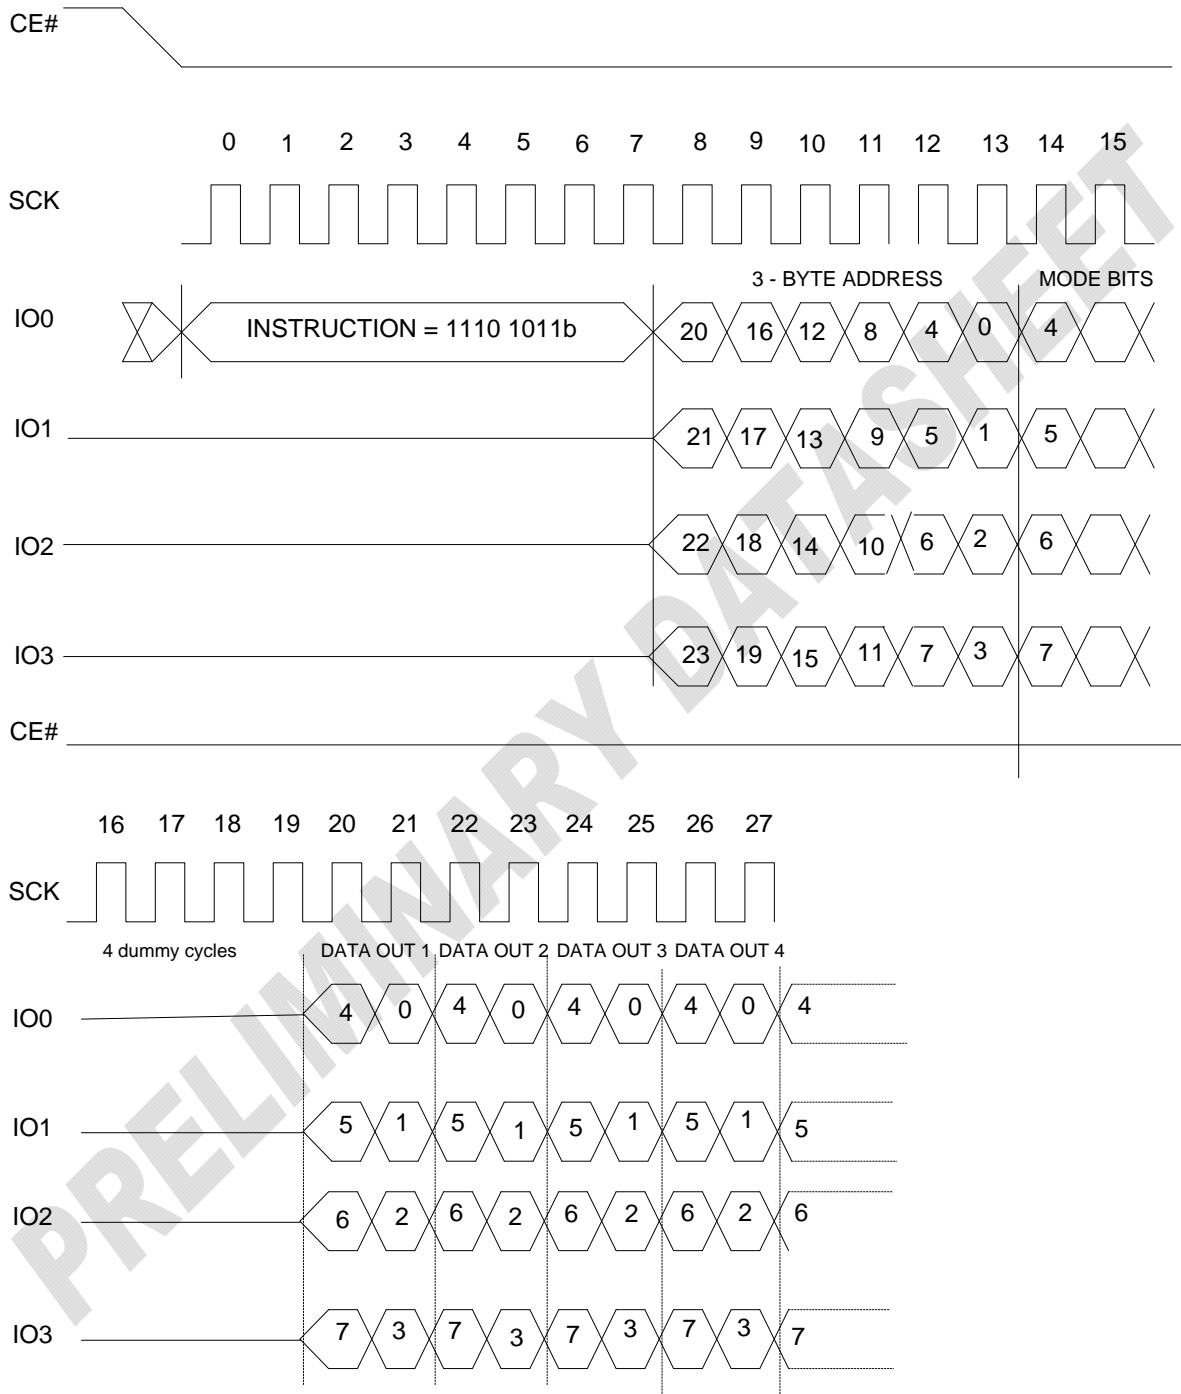 CE#
0 1 2 3 4 5 6 7 8 9 10 11 12 13 14 15
SCK
3 - BYTE ADDRESS MODE BITS
IO0 INSTRUCTION = 1110 1011b 20 16 12 8 4 0 4
IO1 21 17 13 9 5 1 5
IO2 22 18 14 10 6 2 6
IO3 23 19 15 11 7 3 7
CE#
16 17 18 19 20 21 22 23 24 25 26 27
SCK
4 dummy cycles DATA OUT 1 DATA OUT 2 DATA OUT 3 DATA OUT 4
IO0 4 0 4 0 4 0 4 0 4
IO1 5 1 5 1 5 1 5 1 5
IO2 6 2 6 2 6 2 6 2 6
IO3 7 3 7 3 7 3 7 3 7
PRELIMINARY DATASHEET